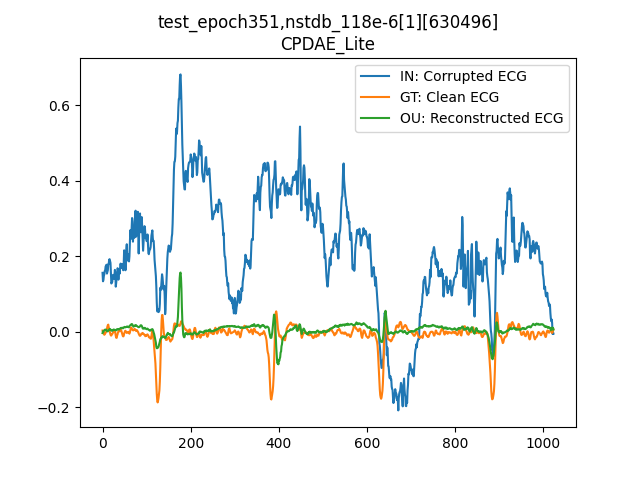 test_epoch351,nstdb_118e-6[1][630496]
CPDAE_Lite
IN: Corrupted ECG
GT: Clean ECG
OU: Reconstructed ECG
0.6
0.4
0.2
0.0
−0.2
0 200 400 600 800 1000